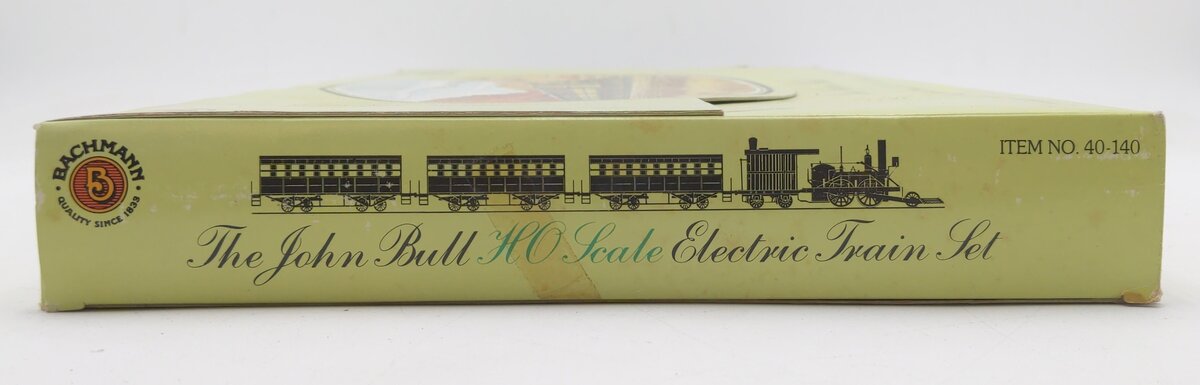 BACHMANN
B
QUALITY SINCE 1833
ITEM NO. 40-140
The John Bull HO Scale Electric Train Set